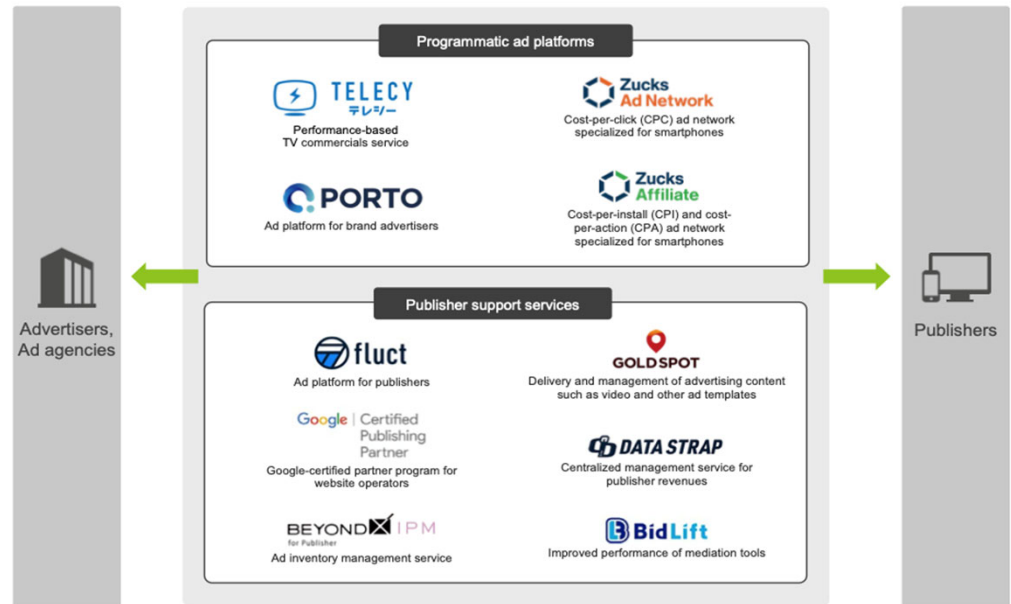 Programmatic ad platforms
TELECY
テレシー
Performance-based
TV commercials service
Zucks
Ad Network
Cost-per-click (CPC) ad network
specialized for smartphones
PORTO
Ad platform for brand advertisers
Zucks
Affiliate
Cost-per-install (CPI) and cost-
per-action (CPA) ad network
specialized for smartphones
Advertisers,
Ad agencies
Publishers
Publisher support services
fluct
Ad platform for publishers
GOLD SPOT
Delivery and management of advertising content
such as video and other ad templates
Google | Certified
Publishing
Partner
Google-certified partner program for
website operators
DATA STRAP
Centralized management service for
publisher revenues
BEYOND X IPM
for Publisher
Ad inventory management service
BidLift
Improved performance of mediation tools